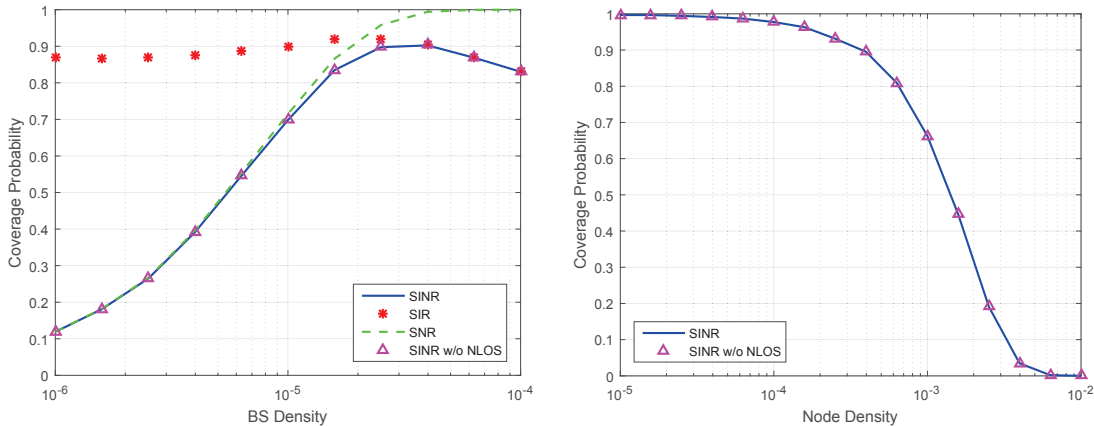 Coverage Probability
1
0.9
0.8
0.7
0.6
0.5
0.4
0.3
0.2
0.1
0
10^-6
10^-5
10^-4
BS Density
SINR
SIR
SNR
SINR w/o NLOS
Coverage Probability
1
0.9
0.8
0.7
0.6
0.5
0.4
0.3
0.2
0.1
0
10^-5
10^-4
10^-3
10^-2
Node Density
SINR
SINR w/o NLOS